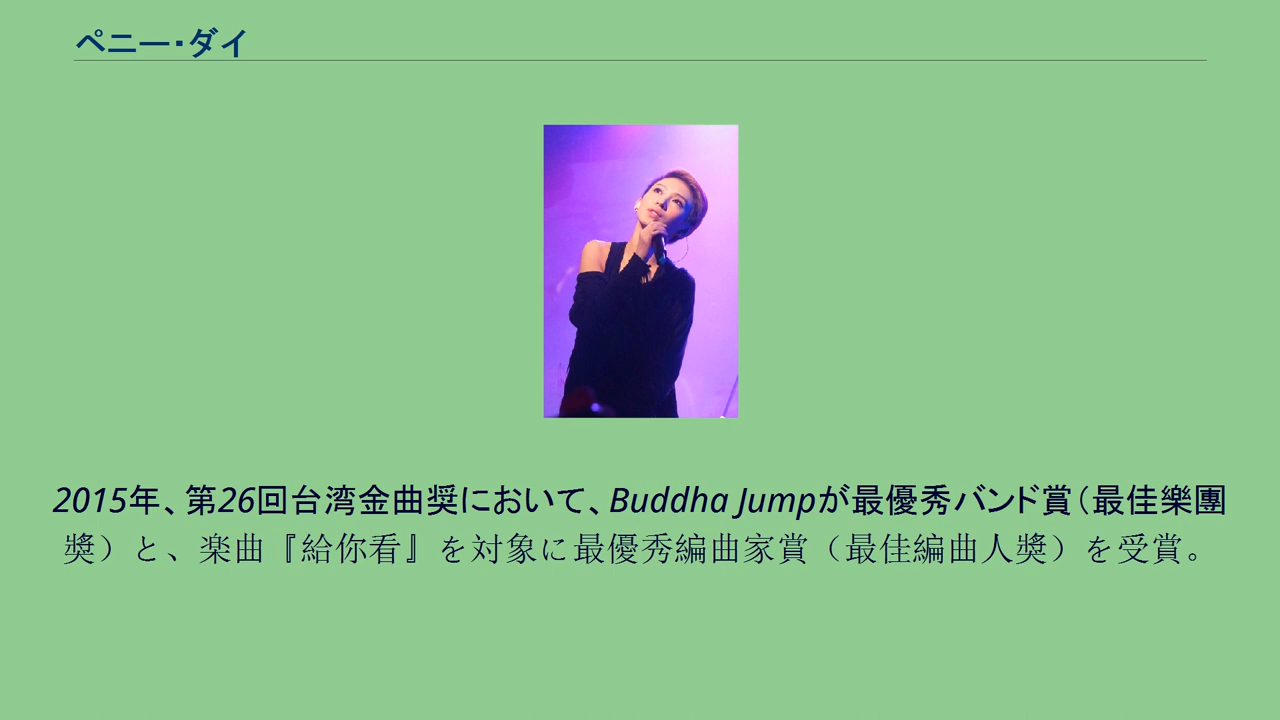 ペニー・ダイ
2015年、第26回台湾金曲奨において、Buddha Jumpが最優秀バンド賞（最佳樂團
獎）と、楽曲『給你看』を対象に最優秀編曲家賞（最佳編曲人獎）を受賞。